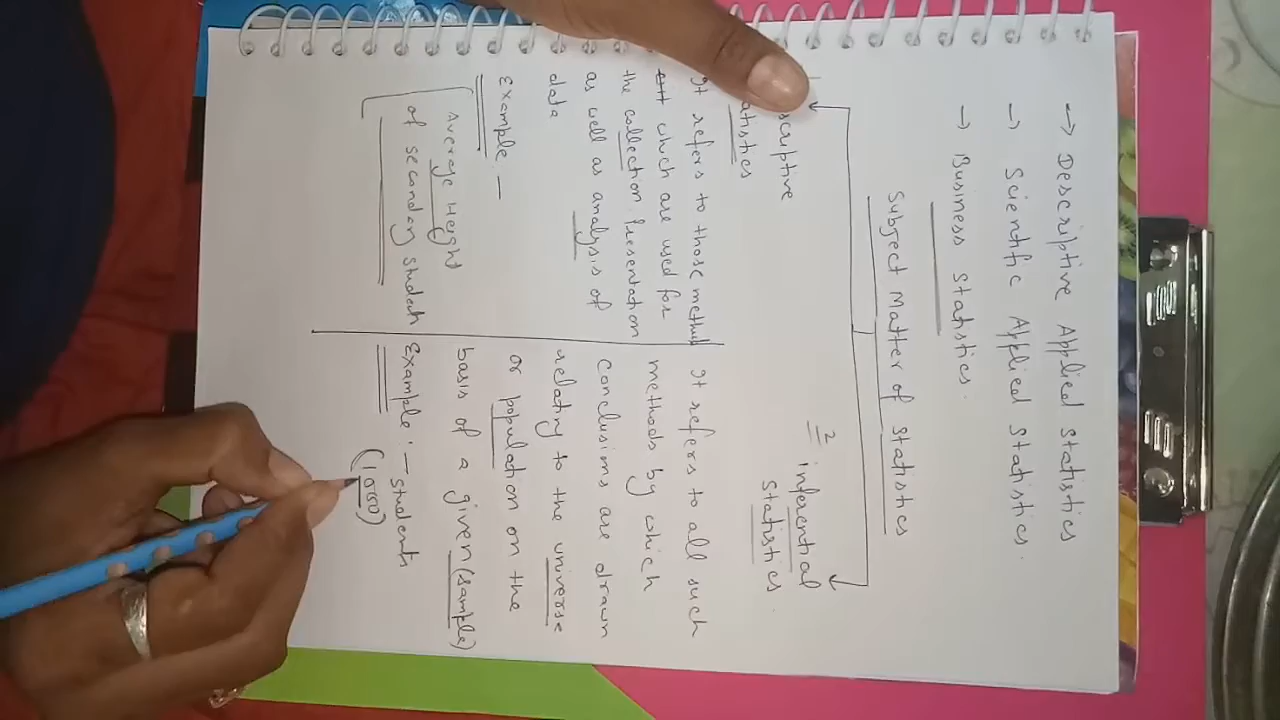 → Descriptive Applied Statistics
→ Scientific Applied Statistics.
→ Business Statistics.
Subject Matter of Statistics
scriptive
atistics
It refers to those method
which are used for
the collection presentation
as well as analysis of
data
Example: -
Average Height
of secondary student
2 inferential
Statistics.
It refers to all such
methods by which
conclusions are drawn
relating to the universe
or population on the
basis of a given (sample)
Example: - students
(1000)